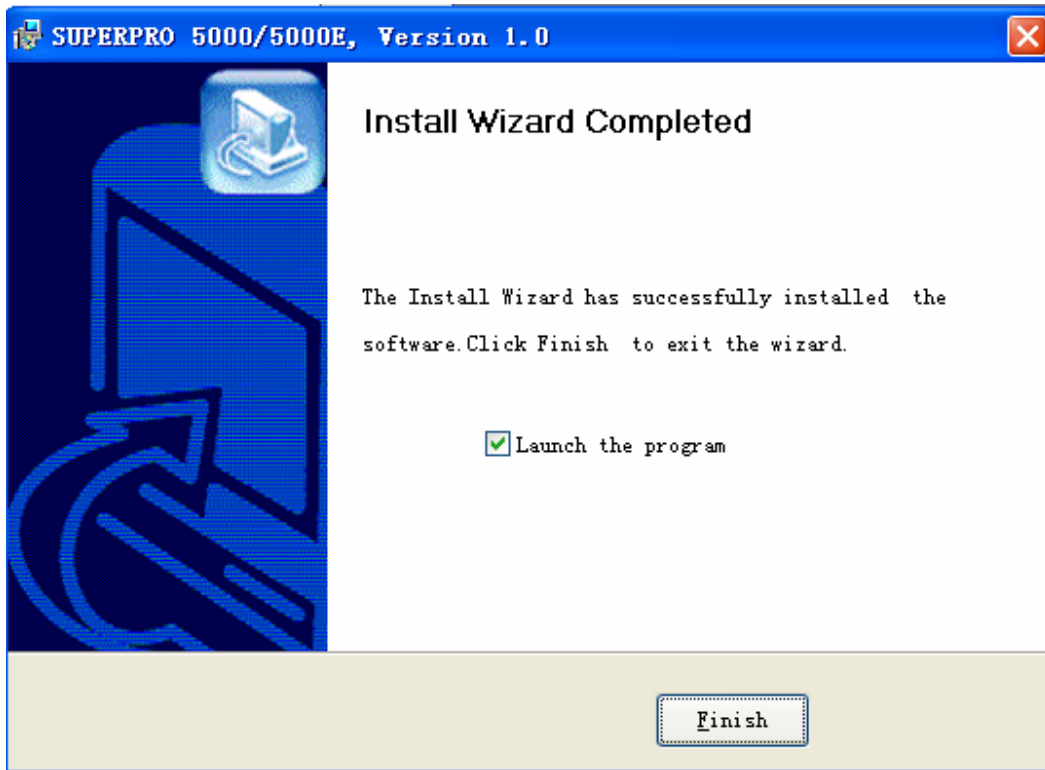 SUPERPRO 5000/5000E, Version 1.0
Install Wizard Completed
The Install Wizard has successfully installed the
software.Click Finish to exit the wizard.
Launch the program
Finish